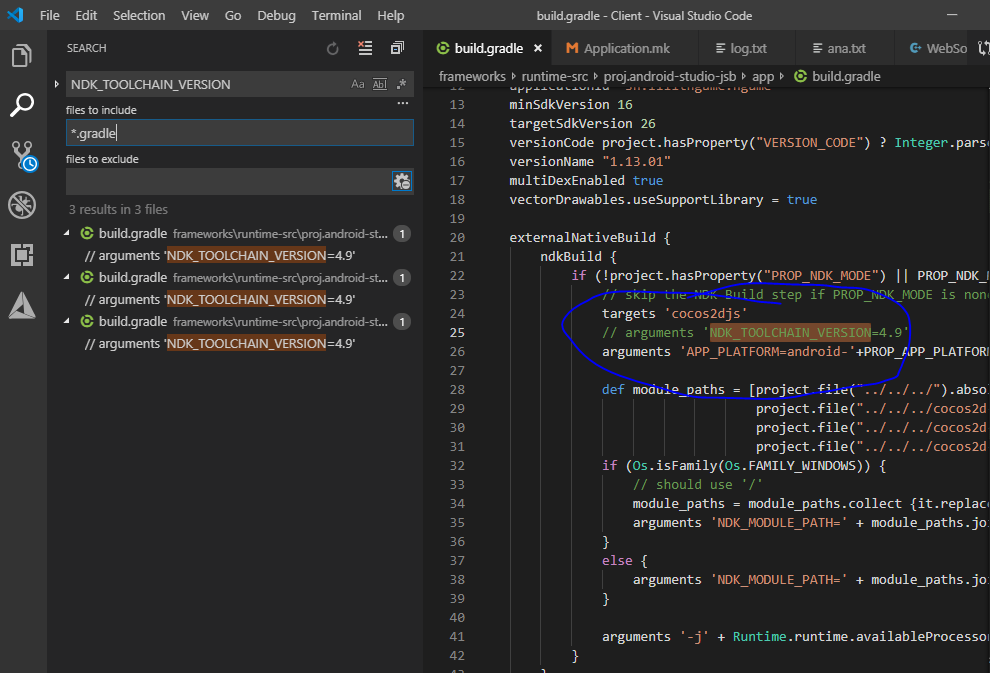 File Edit Selection View Go Debug Terminal Help build.gradle - Client - Visual Studio Code
SEARCH
NDK_TOOLCHAIN_VERSION
Aa Abl .*
files to include
...
*.gradle
files to exclude
3 results in 3 files
build.gradle frameworks\runtime-src\proj.android-st... 1
// arguments 'NDK_TOOLCHAIN_VERSION=4.9'
build.gradle frameworks\runtime-src\proj.android-st... 1
// arguments 'NDK_TOOLCHAIN_VERSION=4.9'
build.gradle frameworks\runtime-src\proj.android-st... 1
// arguments 'NDK_TOOLCHAIN_VERSION=4.9'
build.gradle × Application.mk log.txt ana.txt WebSo
frameworks › runtime-src › proj.android-studio-jsb › app › build.gradle
13 minSdkVersion 16
14 targetSdkVersion 26
15 versionCode project.hasProperty("VERSION_CODE") ? Integer.pars
16 versionName "1.13.01"
17 multiDexEnabled true
18 vectorDrawables.useSupportLibrary = true
19
20 externalNativeBuild {
21 ndkBuild {
22 if (!project.hasProperty("PROP_NDK_MODE") || PROP_NDK_M
23 // skip the NDK Build step if PROP_NDK_MODE is non
24 targets 'cocos2djs'
25 // arguments 'NDK_TOOLCHAIN_VERSION=4.9'
26 arguments 'APP_PLATFORM=android-'+PROP_APP_PLATFORM
27
28 def module_paths = [project.file("../../../").absol
29 project.file("../../../cocos2d
30 project.file("../../../cocos2d
31 project.file("../../../cocos2d
32 if (Os.isFamily(Os.FAMILY_WINDOWS)) {
33 // should use '/'
34 module_paths = module_paths.collect {it.replac
35 arguments 'NDK_MODULE_PATH=' + module_paths.joi
36 }
37 else {
38 arguments 'NDK_MODULE_PATH=' + module_paths.joi
39 }
40
41 arguments '-j' + Runtime.runtime.availableProcesso
42 }